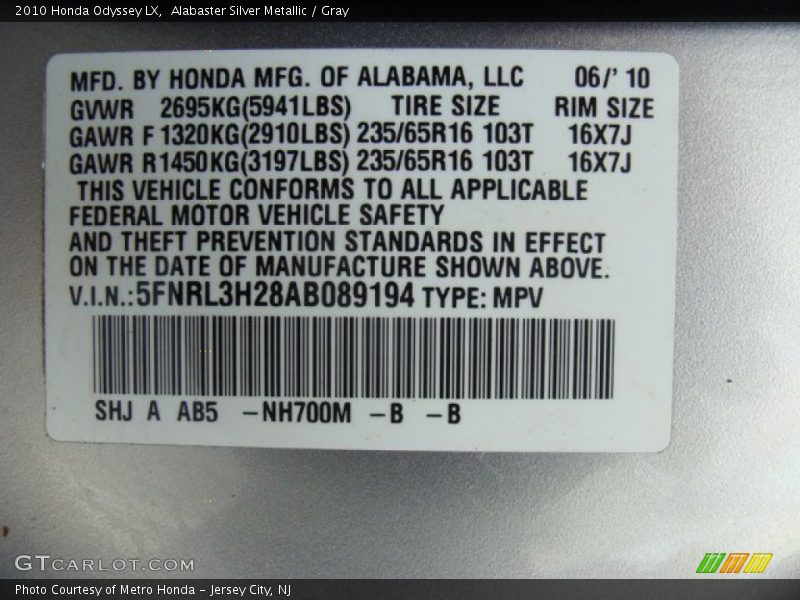 2010 Honda Odyssey LX, Alabaster Silver Metallic / Gray
MFD. BY HONDA MFG. OF ALABAMA, LLC 06/' 10
GVWR 2695KG(5941LBS) TIRE SIZE RIM SIZE
GAWR F 1320KG(2910LBS) 235/65R16 103T 16X7J
GAWR R1450KG(3197LBS) 235/65R16 103T 16X7J
THIS VEHICLE CONFORMS TO ALL APPLICABLE
FEDERAL MOTOR VEHICLE SAFETY
AND THEFT PREVENTION STANDARDS IN EFFECT
ON THE DATE OF MANUFACTURE SHOWN ABOVE.
V.I.N.:5FNRL3H28AB089194 TYPE: MPV
SHJ A AB5 -NH700M -B -B
GTCARLOT.COM
Photo Courtesy of Metro Honda - Jersey City, NJ